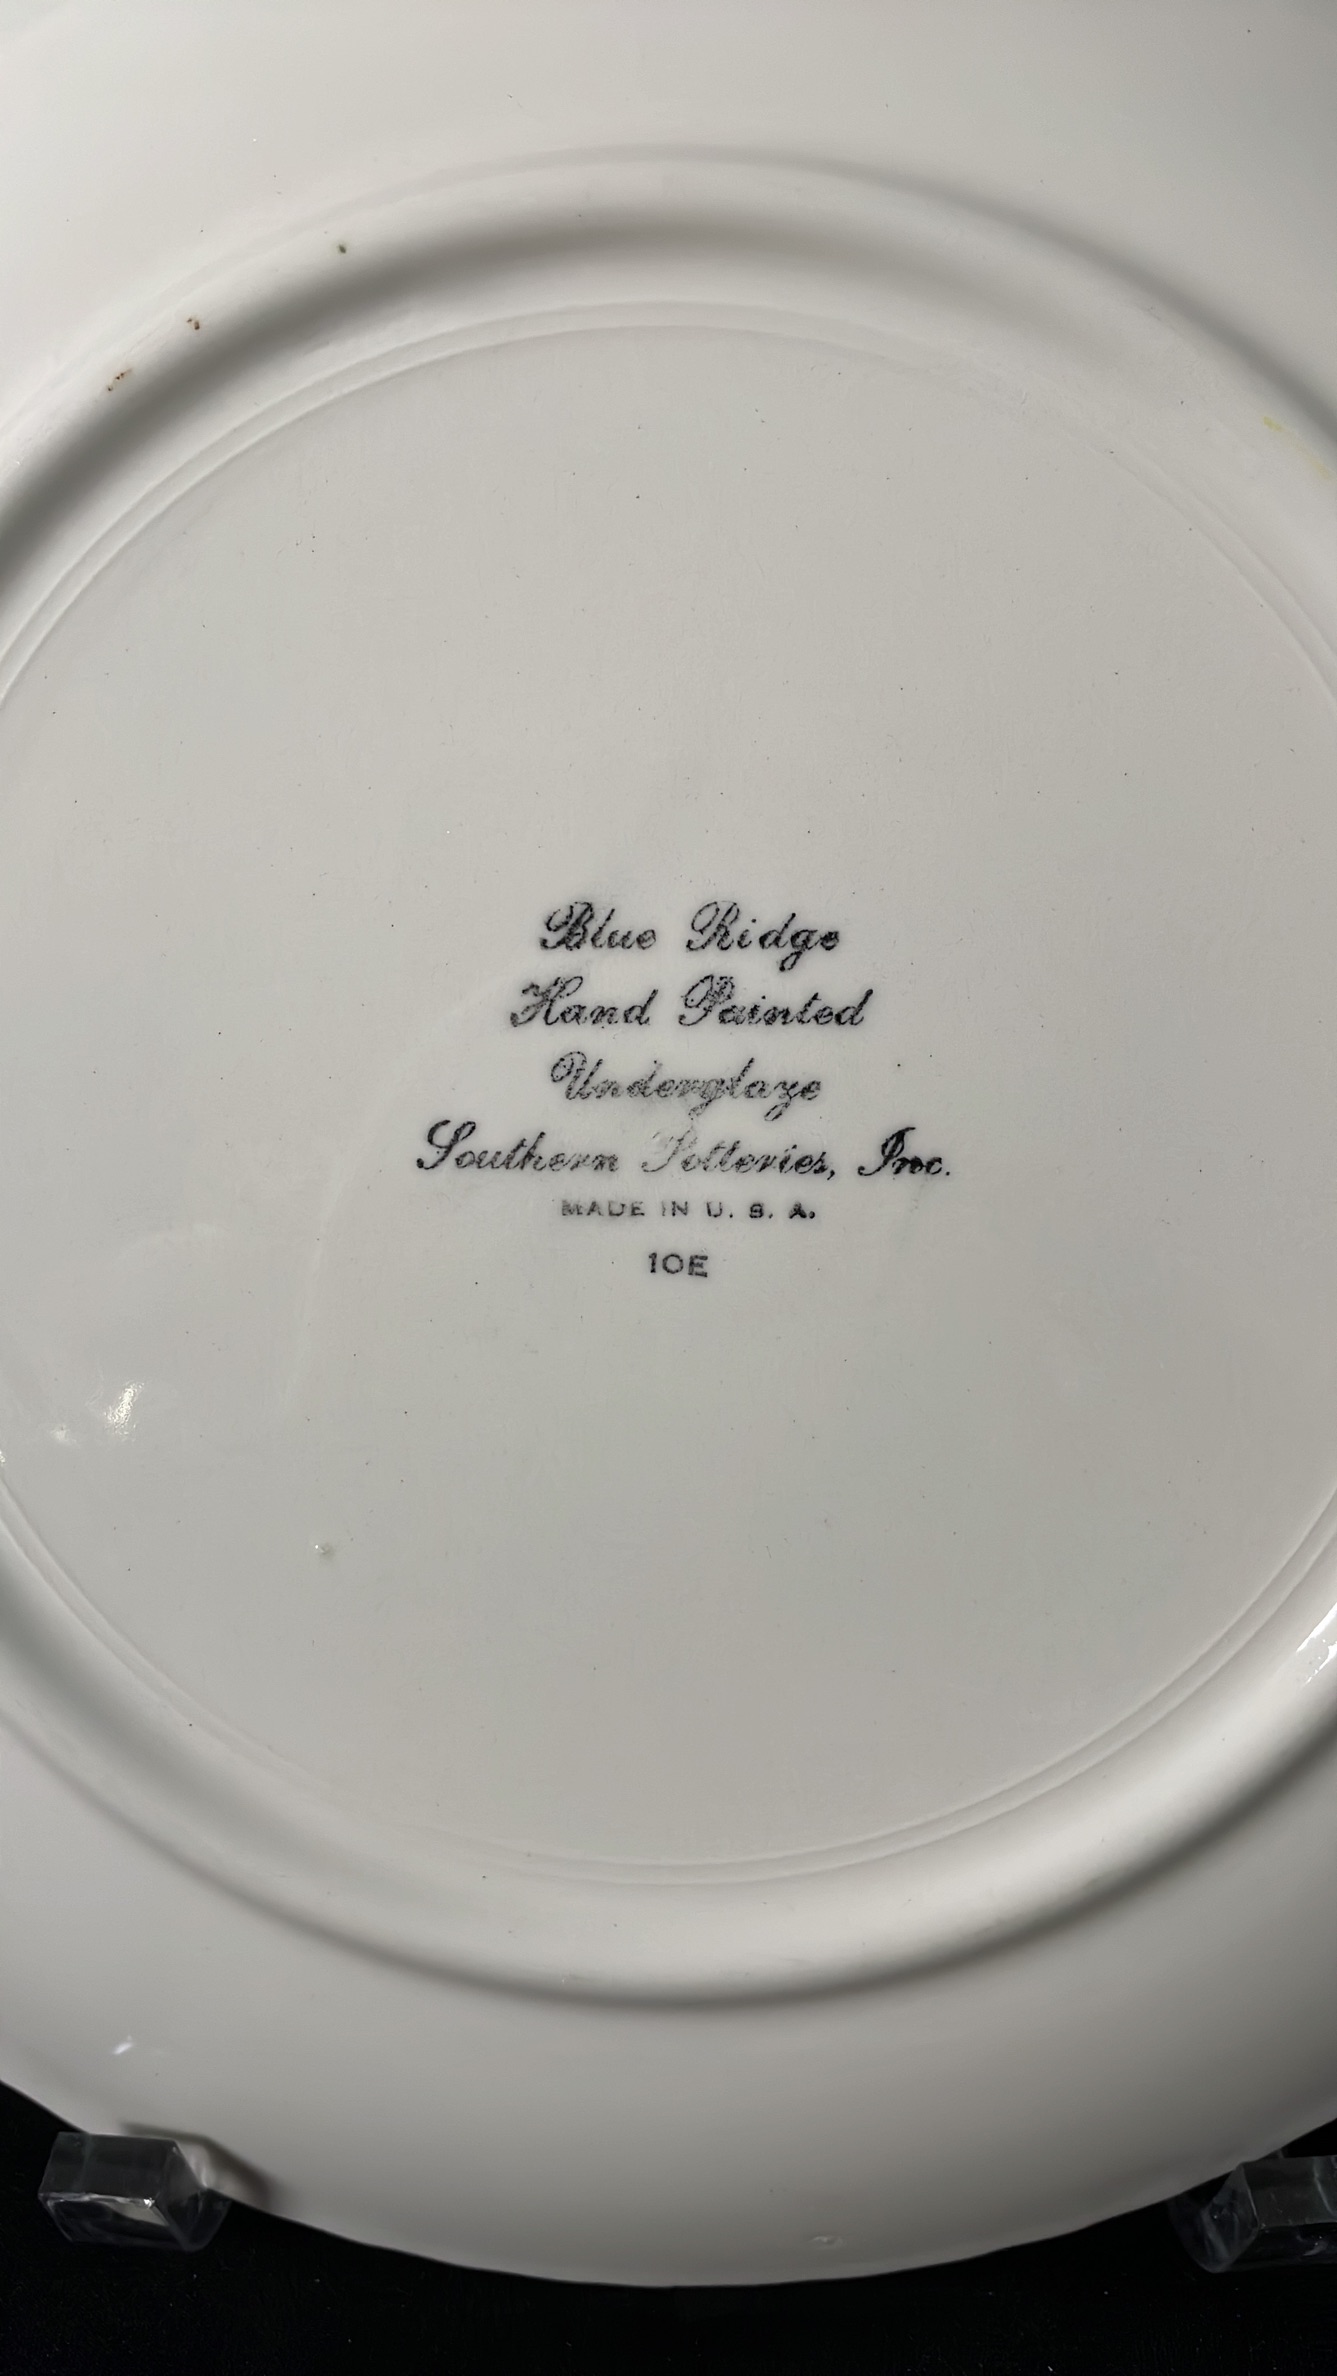 Blue Ridge
Hand Painted
Underglaze
Southern Potteries, Inc.
MADE IN U. S. A.
10E